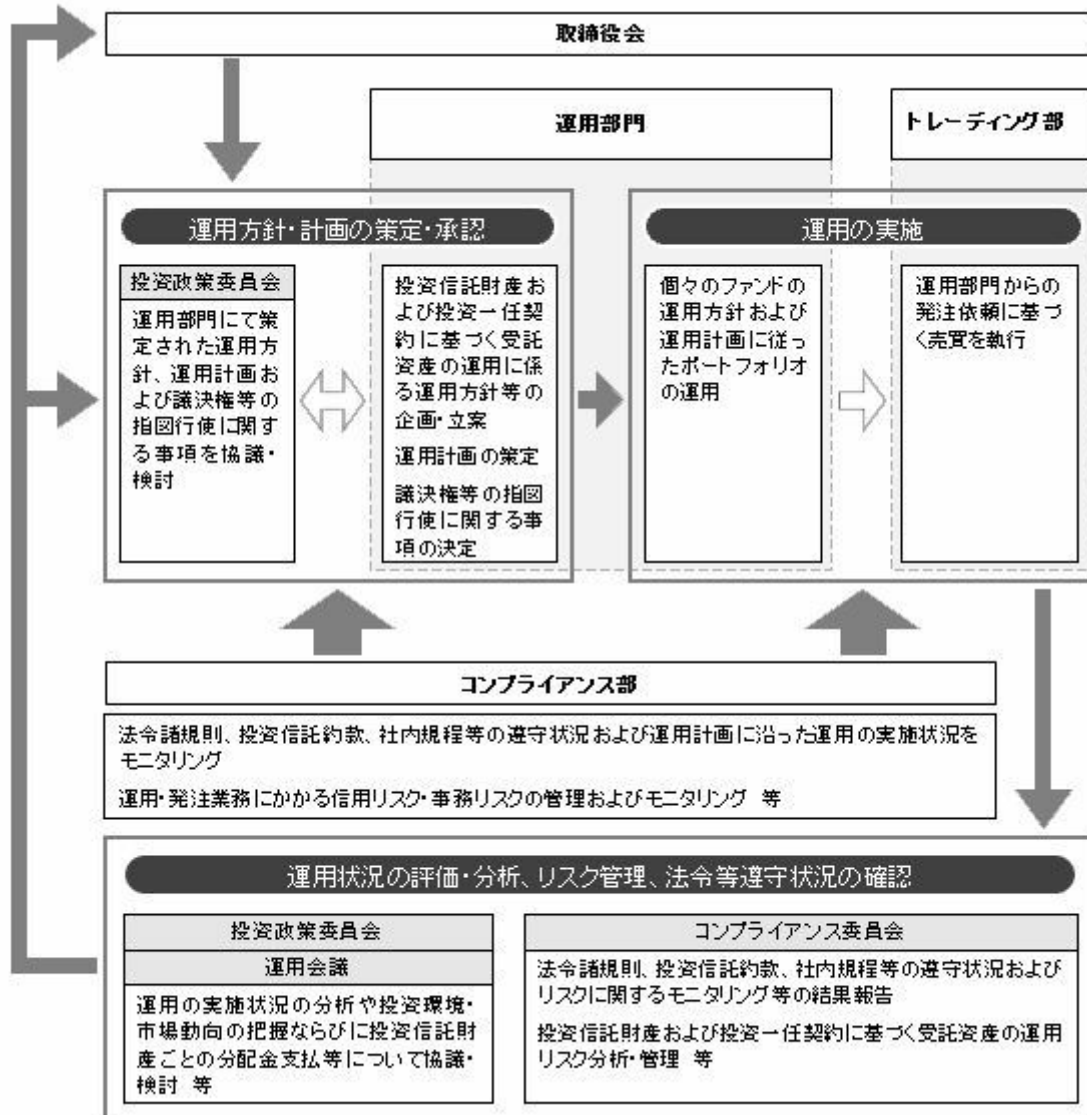 取締役会
運用部門
トレーディング部
運用方針・計画の策定・承認
投資政策委員会
運用部門にて策
定された運用方
針、運用計画お
よび議決権等の
指図行使に関す
る事項を協議・
検討
投資信託財産お
よび投資一任契
約に基づく受託
資産の運用に係
る運用方針等の
企画・立案
運用計画の策定
議決権等の指図
行使に関する事
項の決定
運用の実施
個々のファンドの
運用方針および
運用計画に従っ
たポートフォリオ
の運用
運用部門からの
発注依頼に基づ
く売買を執行
コンプライアンス部
法令諸規則、投資信託約款、社内規程等の遵守状況および運用計画に沿った運用の実施状況を
モニタリング
運用・発注業務にかかる信用リスク・事務リスクの管理およびモニタリング 等
運用状況の評価・分析、リスク管理、法令等遵守状況の確認
投資政策委員会
運用会議
運用の実施状況の分析や投資環境・
市場動向の把握ならびに投資信託財
産ごとの分配金支払等について協議・
検討 等
コンプライアンス委員会
法令諸規則、投資信託約款、社内規程等の遵守状況および
リスクに関するモニタリング等の結果報告
投資信託財産および投資一任契約に基づく受託資産の運用
リスク分析・管理 等